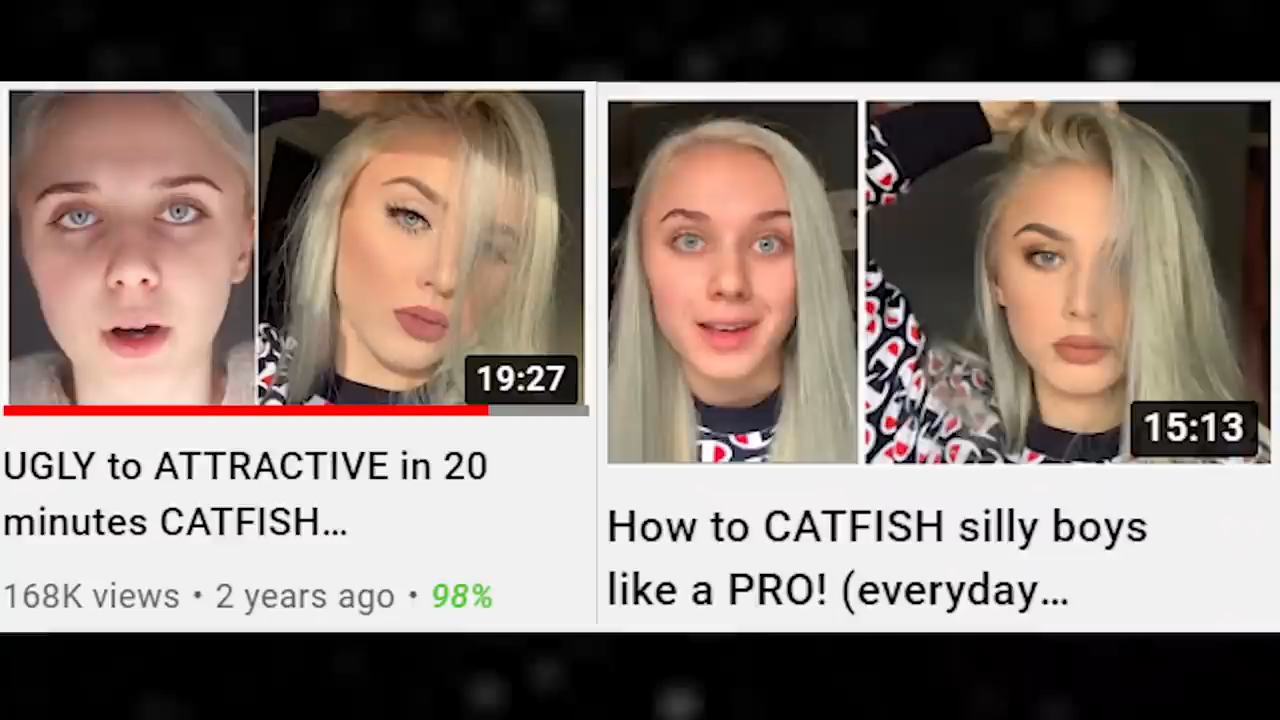 19:27
UGLY to ATTRACTIVE in 20
minutes CATFISH...
168K views • 2 years ago • 98%
15:13
How to CATFISH silly boys
like a PRO! (everyday...